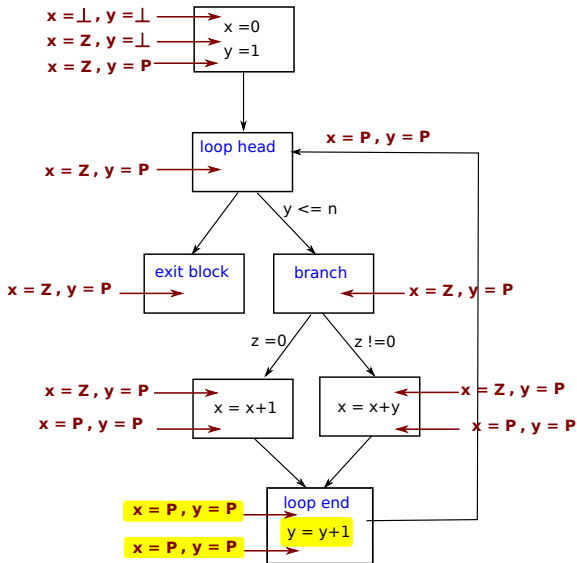 x = ⊥ , y = ⊥
x = Z , y = ⊥
x = Z , y = P
x =0
y =1
loop head
x = Z , y = P
x = P , y = P
y <= n
exit block
x = Z , y = P
branch
x = Z , y = P
z =0
z !=0
x = Z , y = P
x = P , y = P
x = x+1
x = x+y
x = Z , y = P
x = P , y = P
loop end
x = P , y = P
y = y+1
x = P , y = P